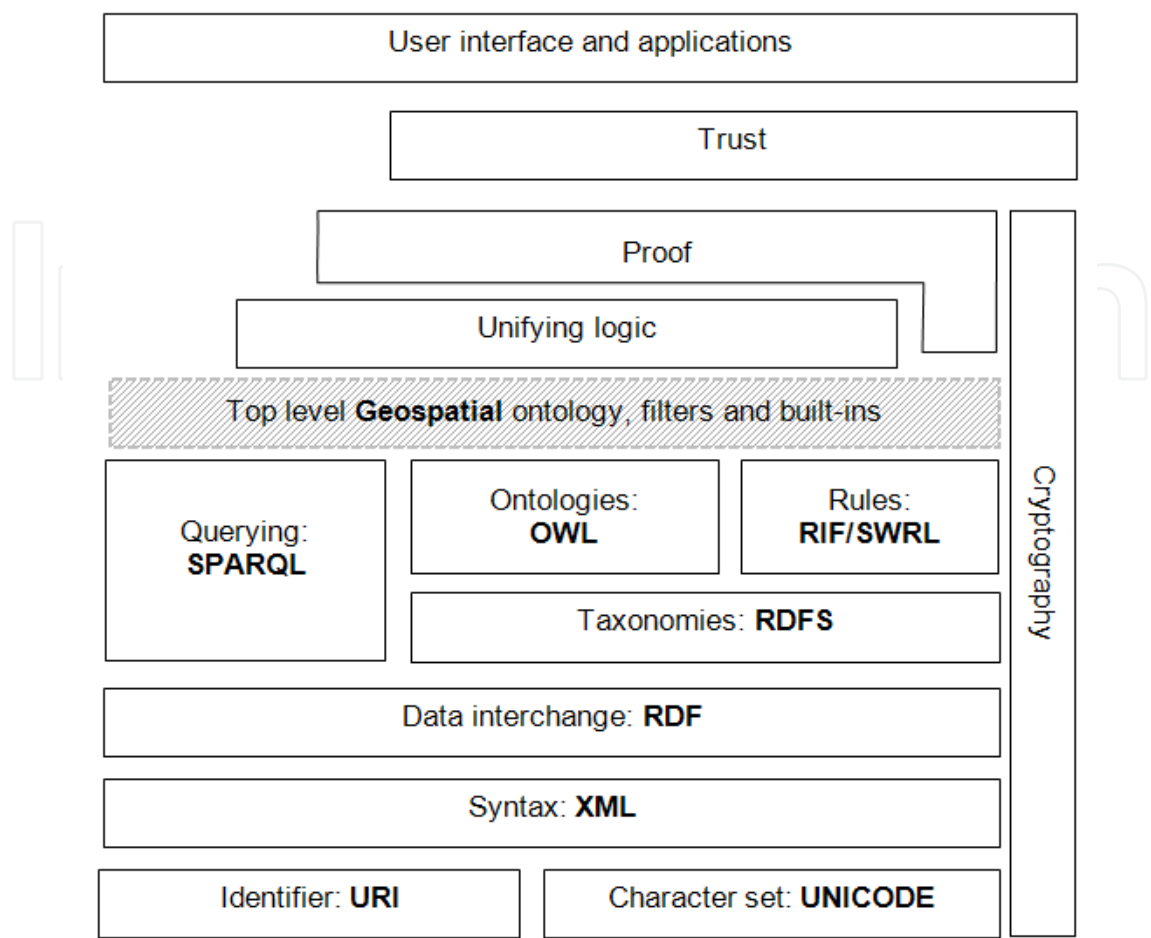 User interface and applications
Trust
Proof
Unifying logic
Top level Geospatial ontology, filters and built-ins
Querying:
SPARQL
Ontologies:
OWL
Rules:
RIF/SWRL
Taxonomies: RDFS
Cryptography
Data interchange: RDF
Syntax: XML
Identifier: URI
Character set: UNICODE